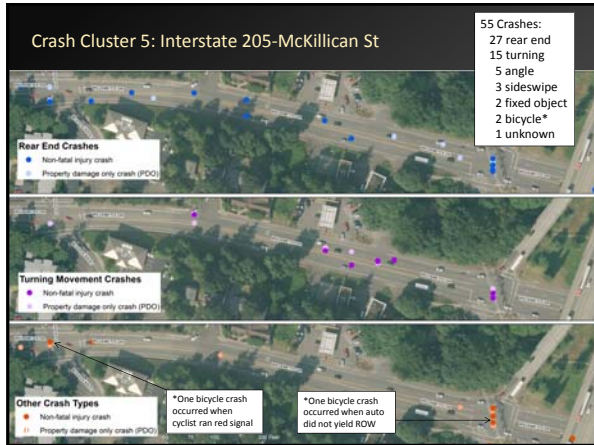 Crash Cluster 5: Interstate 205-McKillican St
55 Crashes:
27 rear end
15 turning
5 angle
3 sideswipe
2 fixed object
2 bicycle*
1 unknown
Rear End Crashes
Non-fatal injury crash
Property damage only crash (PDO)
Turning Movement Crashes
Non-fatal injury crash
Property damage only crash (PDO)
Other Crash Types
Non-fatal injury crash
Property damage only crash (PDO)
*One bicycle crash
occurred when
cyclist ran red signal
*One bicycle crash
occurred when auto
did not yield ROW